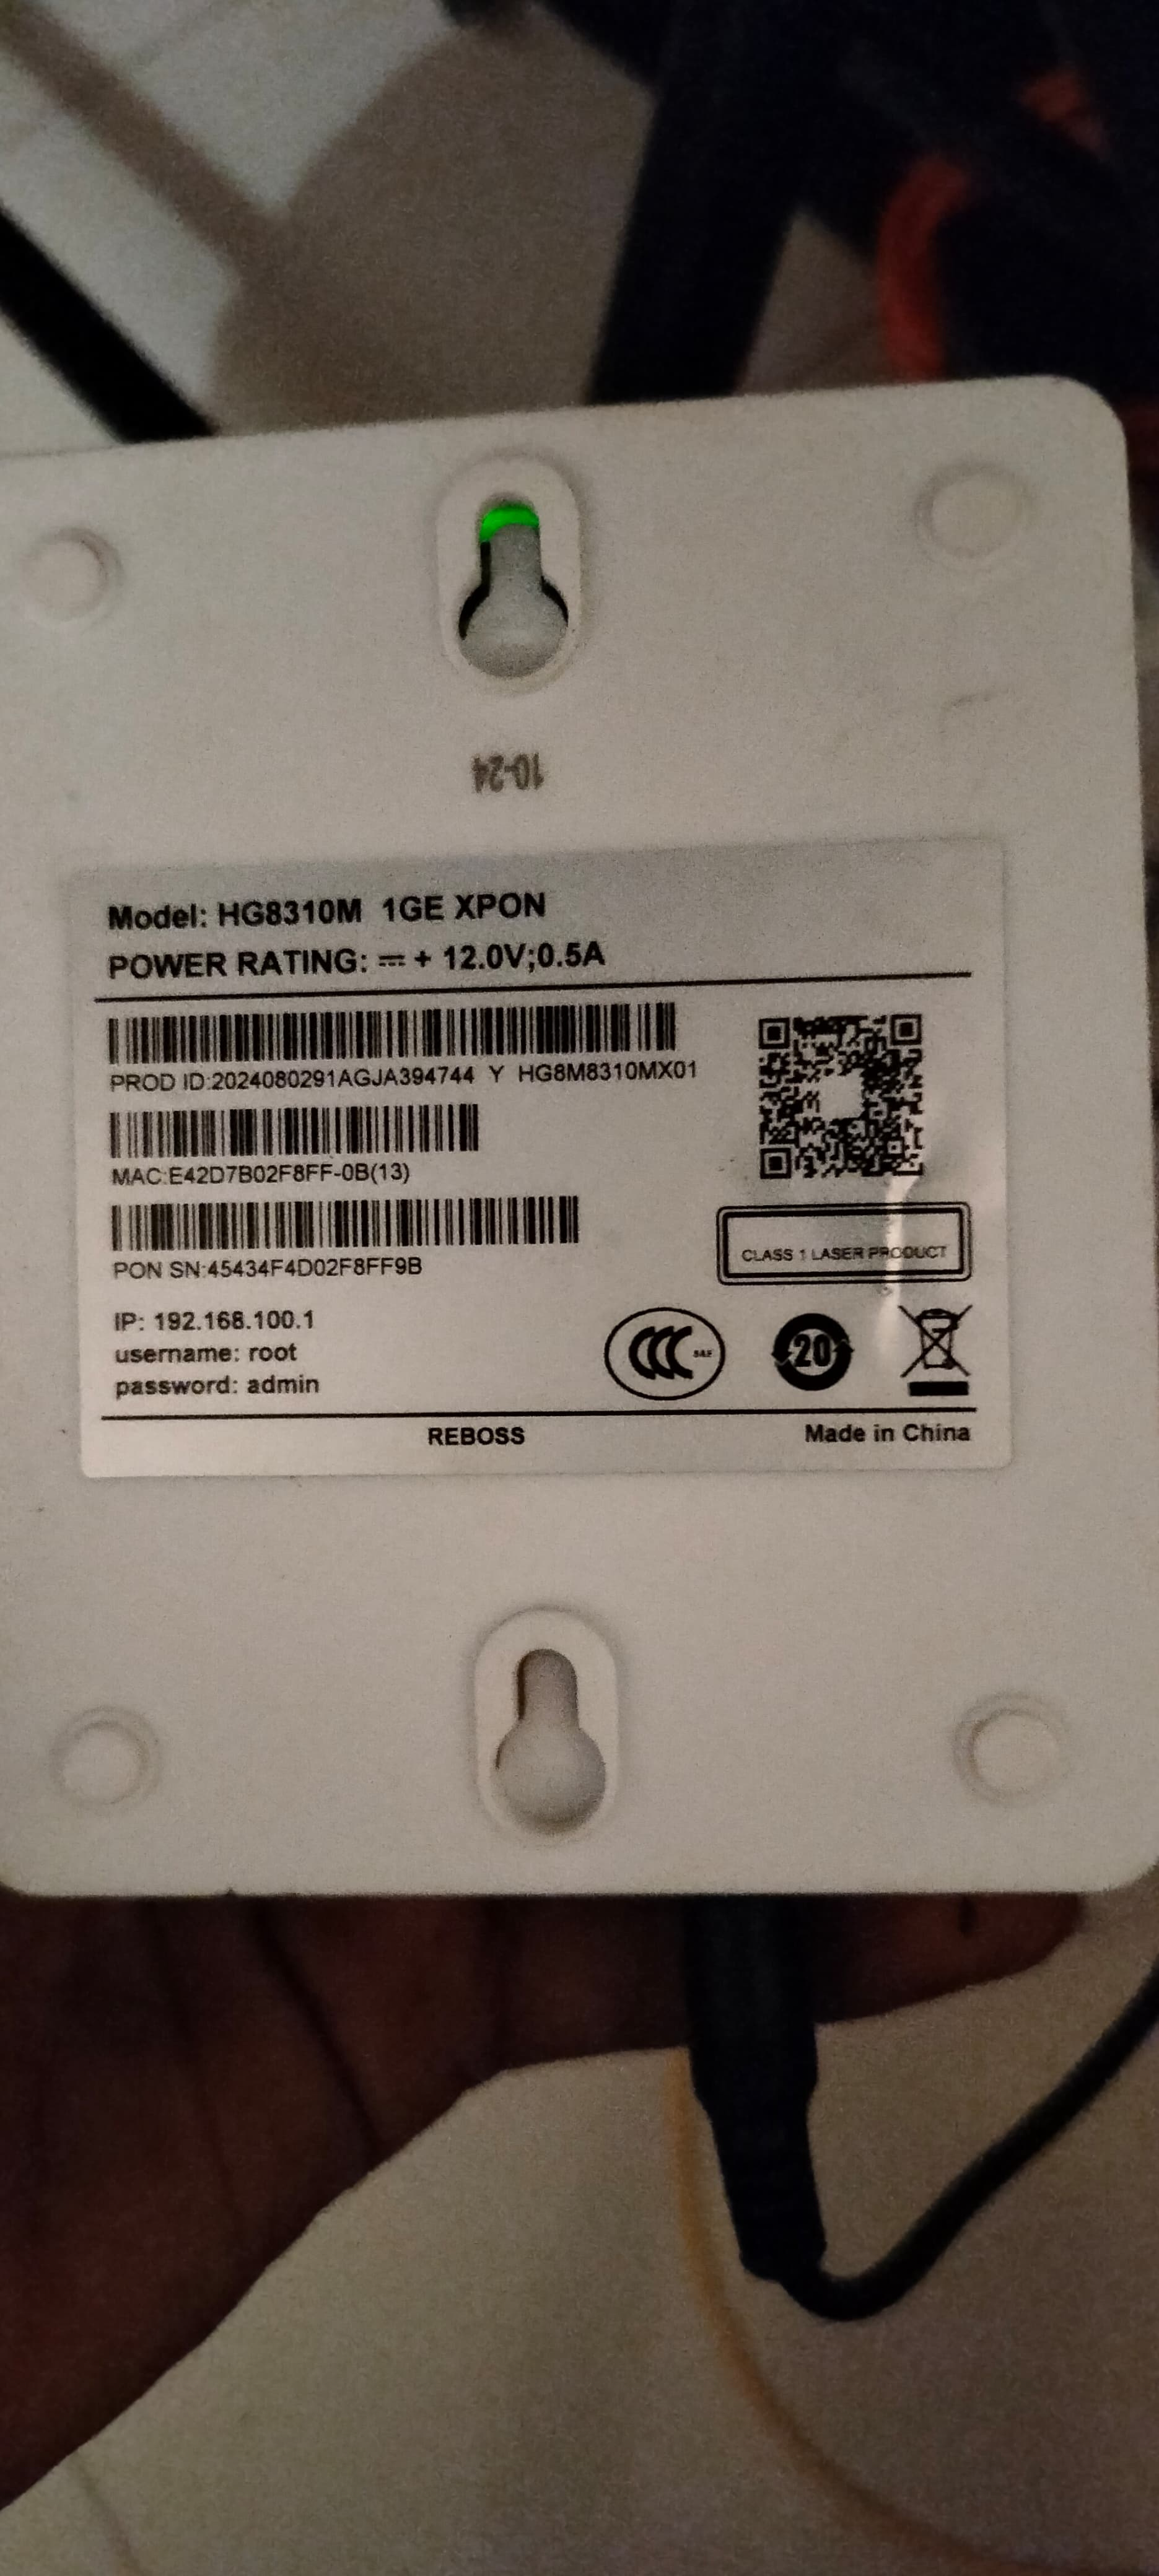 10-24
Model: HG8310M 1GE XPON
POWER RATING: ⎓ + 12.0V;0.5A
PROD ID:2024080291AGJA394744 Y HG8M8310MX01
MAC:E42D7B02F8FF-0B(13)
PON SN:45434F4D02F8FF9B
CLASS 1 LASER PRODUCT
IP: 192.168.100.1
username: root
password: admin
CCC S&E
20
REBOSS
Made in China